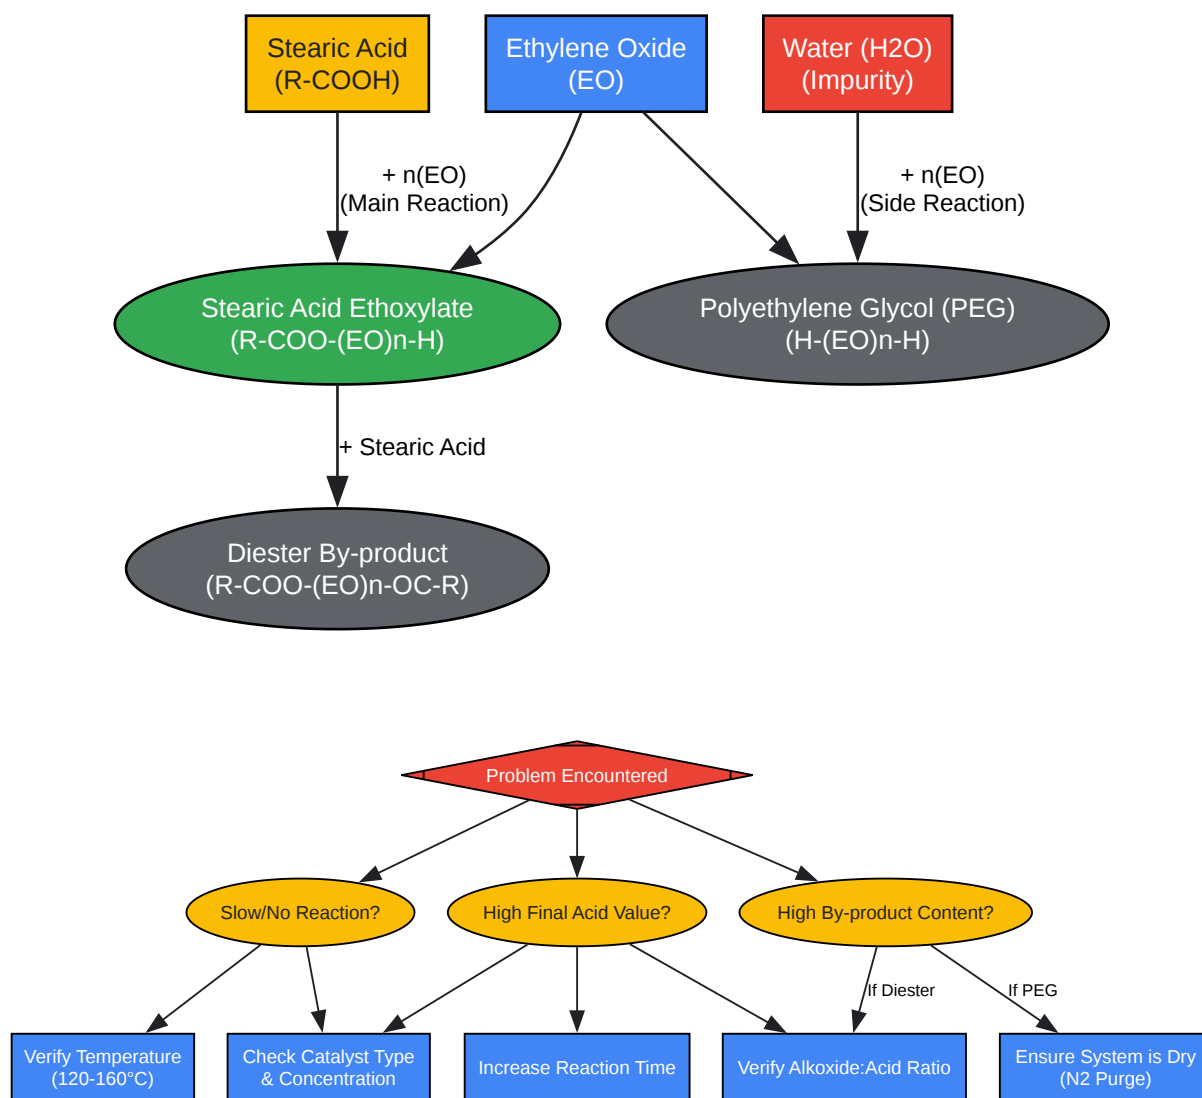 Stearic Acid
(R-COOH)
Ethylene Oxide
(EO)
Water (H2O)
(Impurity)
+ n(EO)
(Main Reaction)
+ n(EO)
(Side Reaction)
Stearic Acid Ethoxylate
(R-COO-(EO)n-H)
Polyethylene Glycol (PEG)
(H-(EO)n-H)
+ Stearic Acid
Diester By-product
(R-COO-(EO)n-OC-R)
Problem Encountered
Slow/No Reaction?
High Final Acid Value?
High By-product Content?
If Diester
If PEG
Verify Temperature
(120-160°C)
Check Catalyst Type
& Concentration
Increase Reaction Time
Verify Alkoxide:Acid Ratio
Ensure System is Dry
(N2 Purge)